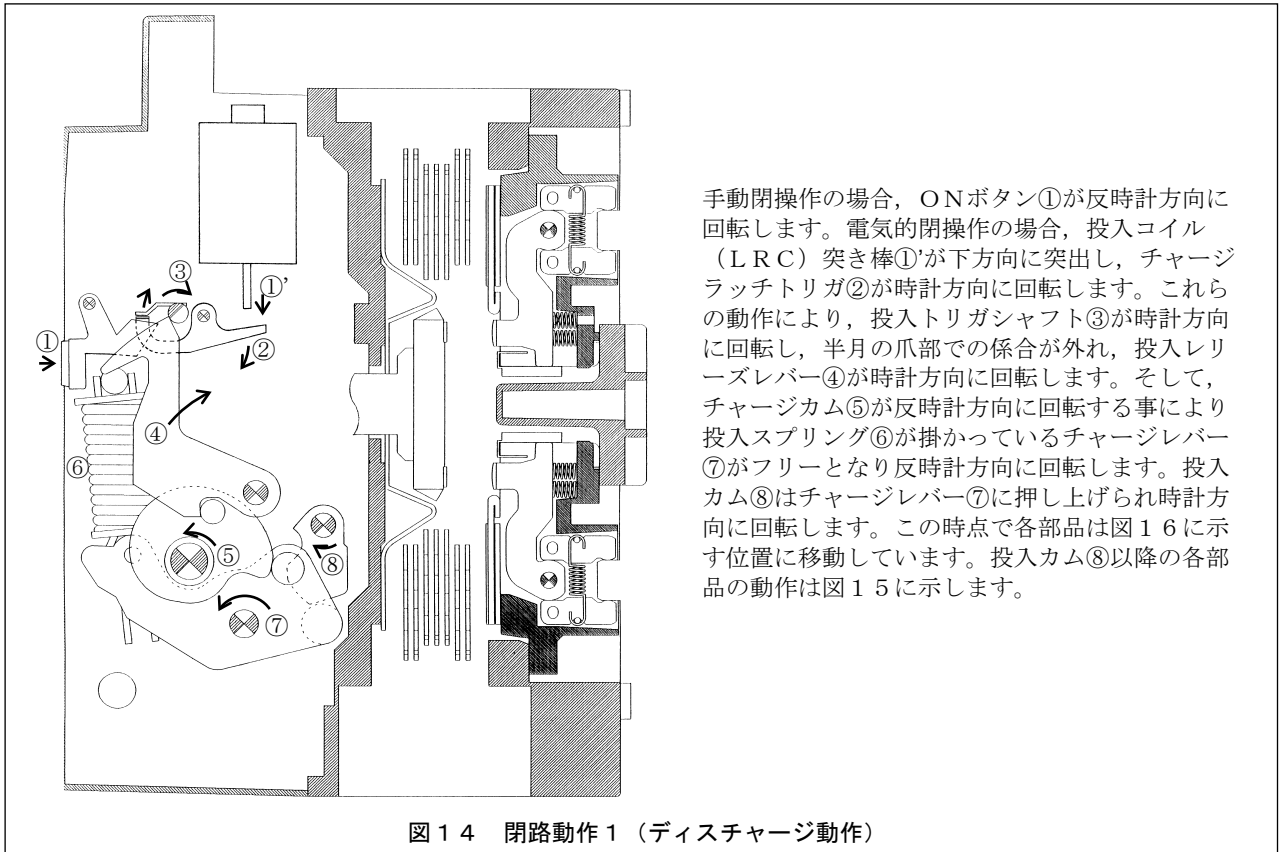 手動閉操作の場合，ＯＮボタン①が反時計方向に
回転します。電気的閉操作の場合，投入コイル
（ＬＲＣ）突き棒①’が下方向に突出し，チャージ
ラッチトリガ②が時計方向に回転します。これら
の動作により，投入トリガシャフト③が時計方向
に回転し，半月の爪部での係合が外れ，投入レリ
ーズレバー④が時計方向に回転します。そして，
チャージカム⑤が反時計方向に回転する事により
投入スプリング⑥が掛かっているチャージレバー
⑦がフリーとなり反時計方向に回転します。投入
カム⑧はチャージレバー⑦に押し上げられ時計方
向に回転します。この時点で各部品は図１６に示
す位置に移動しています。投入カム⑧以降の各部
品の動作は図１５に示します。
③
①’
①
②
④
⑥
⑤
⑧
⑦
図１４　閉路動作１（ディスチャージ動作）